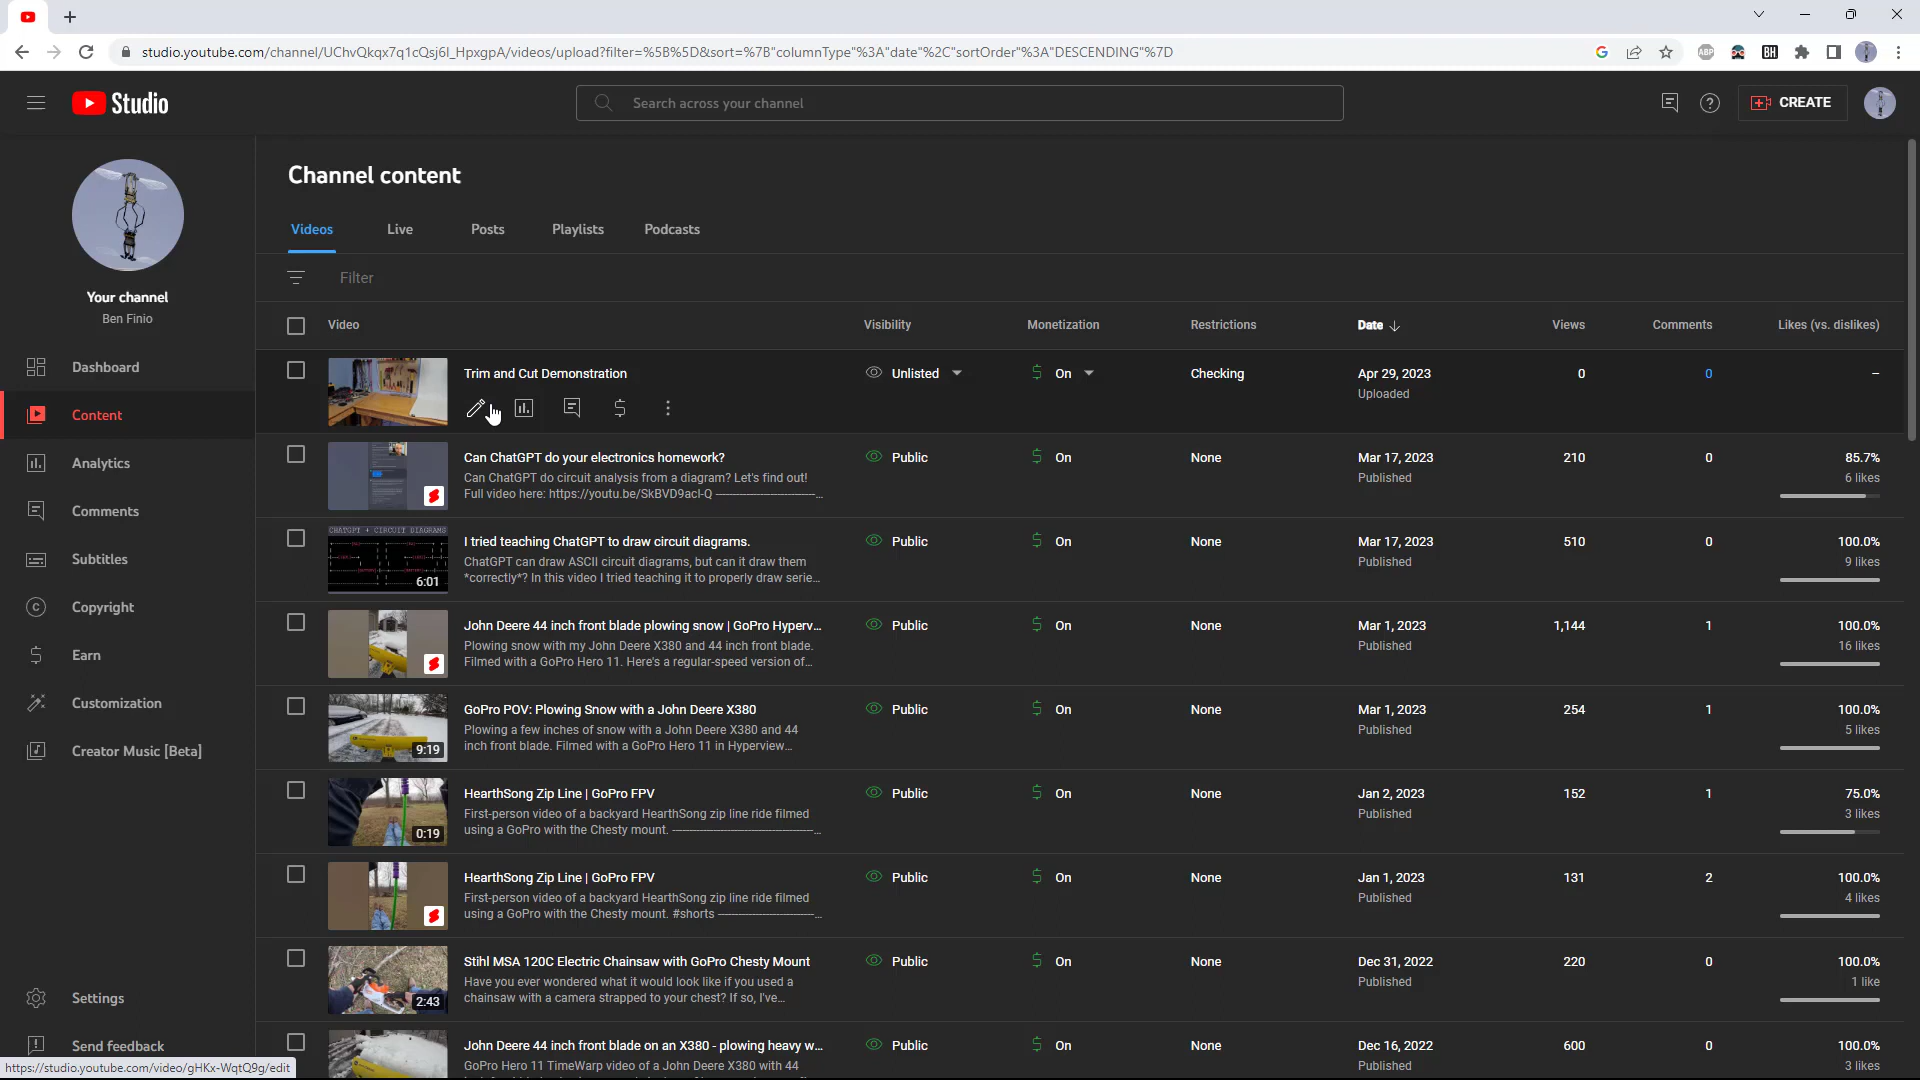 studio.youtube.com/channel/UChvQkqx7q1cQsj6l_HpxgpA/videos/upload?filter=%5B%5D&sort=%7B"columnType"%3A"date"%2C"sortOrder"%3A"DESCENDING"%7D
ABP
BH
Studio
Search across your channel
CREATE
Your channel
Ben Finio
Dashboard
Content
Analytics
Comments
Subtitles
Copyright
Earn
Customization
Creator Music [Beta]
Settings
Send feedback
Channel content
Videos Live Posts Playlists Podcasts
Filter
Video Visibility Monetization Restrictions Date Views Comments Likes (vs. dislikes)
Trim and Cut Demonstration Unlisted On Checking Apr 29, 2023 0 0 –
Uploaded
Can ChatGPT do your electronics homework? Public On None Mar 17, 2023 210 0 85.7%
Can ChatGPT do circuit analysis from a diagram? Let's find out! Published 6 likes
Full video here: https://youtu.be/SkBVD9acI-Q ----------------------------...
CHATGPT + CIRCUIT DIAGRAMS
I tried teaching ChatGPT to draw circuit diagrams. Public On None Mar 17, 2023 510 0 100.0%
ChatGPT can draw ASCII circuit diagrams, but can it draw them Published 9 likes
*correctly*? In this video I tried teaching it to properly draw serie...
6:01
John Deere 44 inch front blade plowing snow | GoPro Hyperv... Public On None Mar 1, 2023 1,144 1 100.0%
Plowing snow with my John Deere X380 and 44 inch front blade. Published 16 likes
Filmed with a GoPro Hero 11. Here's a regular-speed version of...
GoPro POV: Plowing Snow with a John Deere X380 Public On None Mar 1, 2023 254 1 100.0%
Plowing a few inches of snow with a John Deere X380 and 44 Published 5 likes
inch front blade. Filmed with a GoPro Hero 11 in Hyperview...
9:19
HearthSong Zip Line | GoPro FPV Public On None Jan 2, 2023 152 1 75.0%
First-person video of a backyard HearthSong zip line ride filmed Published 3 likes
using a GoPro with the Chesty mount. ----------------------------------------...
0:19
HearthSong Zip Line | GoPro FPV Public On None Jan 1, 2023 131 2 100.0%
First-person video of a backyard HearthSong zip line ride filmed Published 4 likes
using a GoPro with the Chesty mount. #shorts ----------------------------...
Stihl MSA 120C Electric Chainsaw with GoPro Chesty Mount Public On None Dec 31, 2022 220 0 100.0%
Have you ever wondered what it would look like if you used a Published 1 like
chainsaw with a camera strapped to your chest? If so, I've...
2:43
John Deere 44 inch front blade on an X380 - plowing heavy w... Public On None Dec 16, 2022 600 0 100.0%
GoPro Hero 11 TimeWarp video of a John Deere X380 with 44 Published 3 likes
https://studio.youtube.com/video/gHKx-WqtQ9g/edit